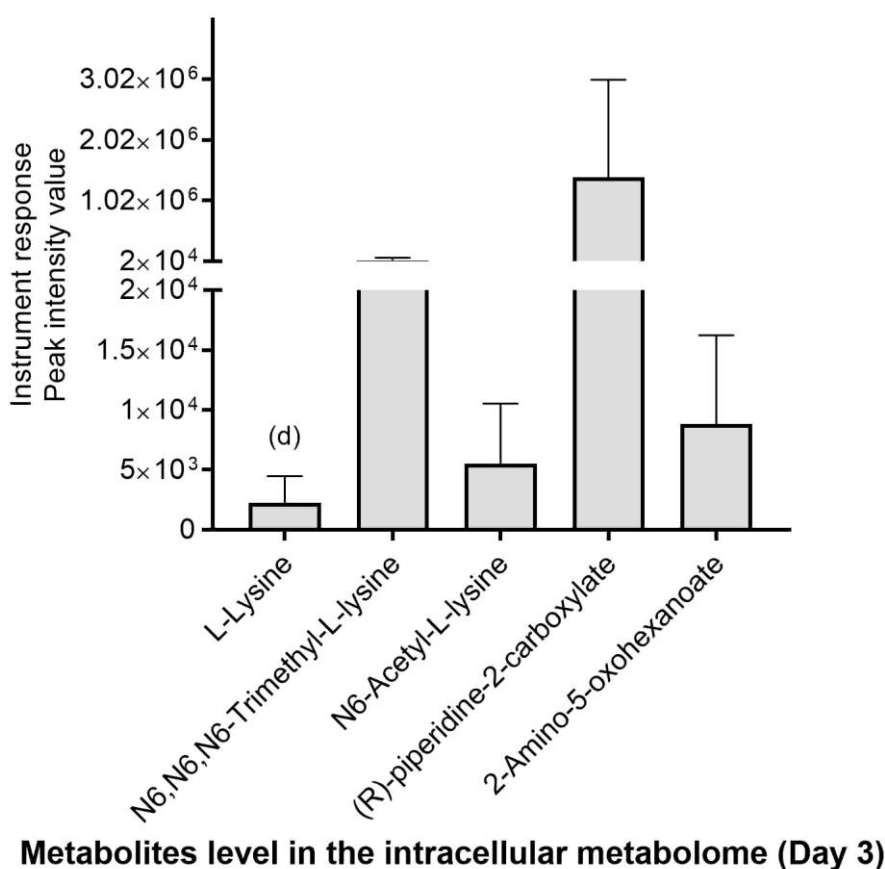 Instrument response
Peak intensity value
3.02×10⁶
2.02×10⁶
1.02×10⁶
2×10⁴
2×10⁴
1.5×10⁴
1×10⁴
5×10³
0
(d)
L-Lysine
N6,N6,N6-Trimethyl-L-lysine
N6-Acetyl-L-lysine
(R)-piperidine-2-carboxylate
2-Amino-5-oxohexanoate
Metabolites level in the intracellular metabolome (Day 3)